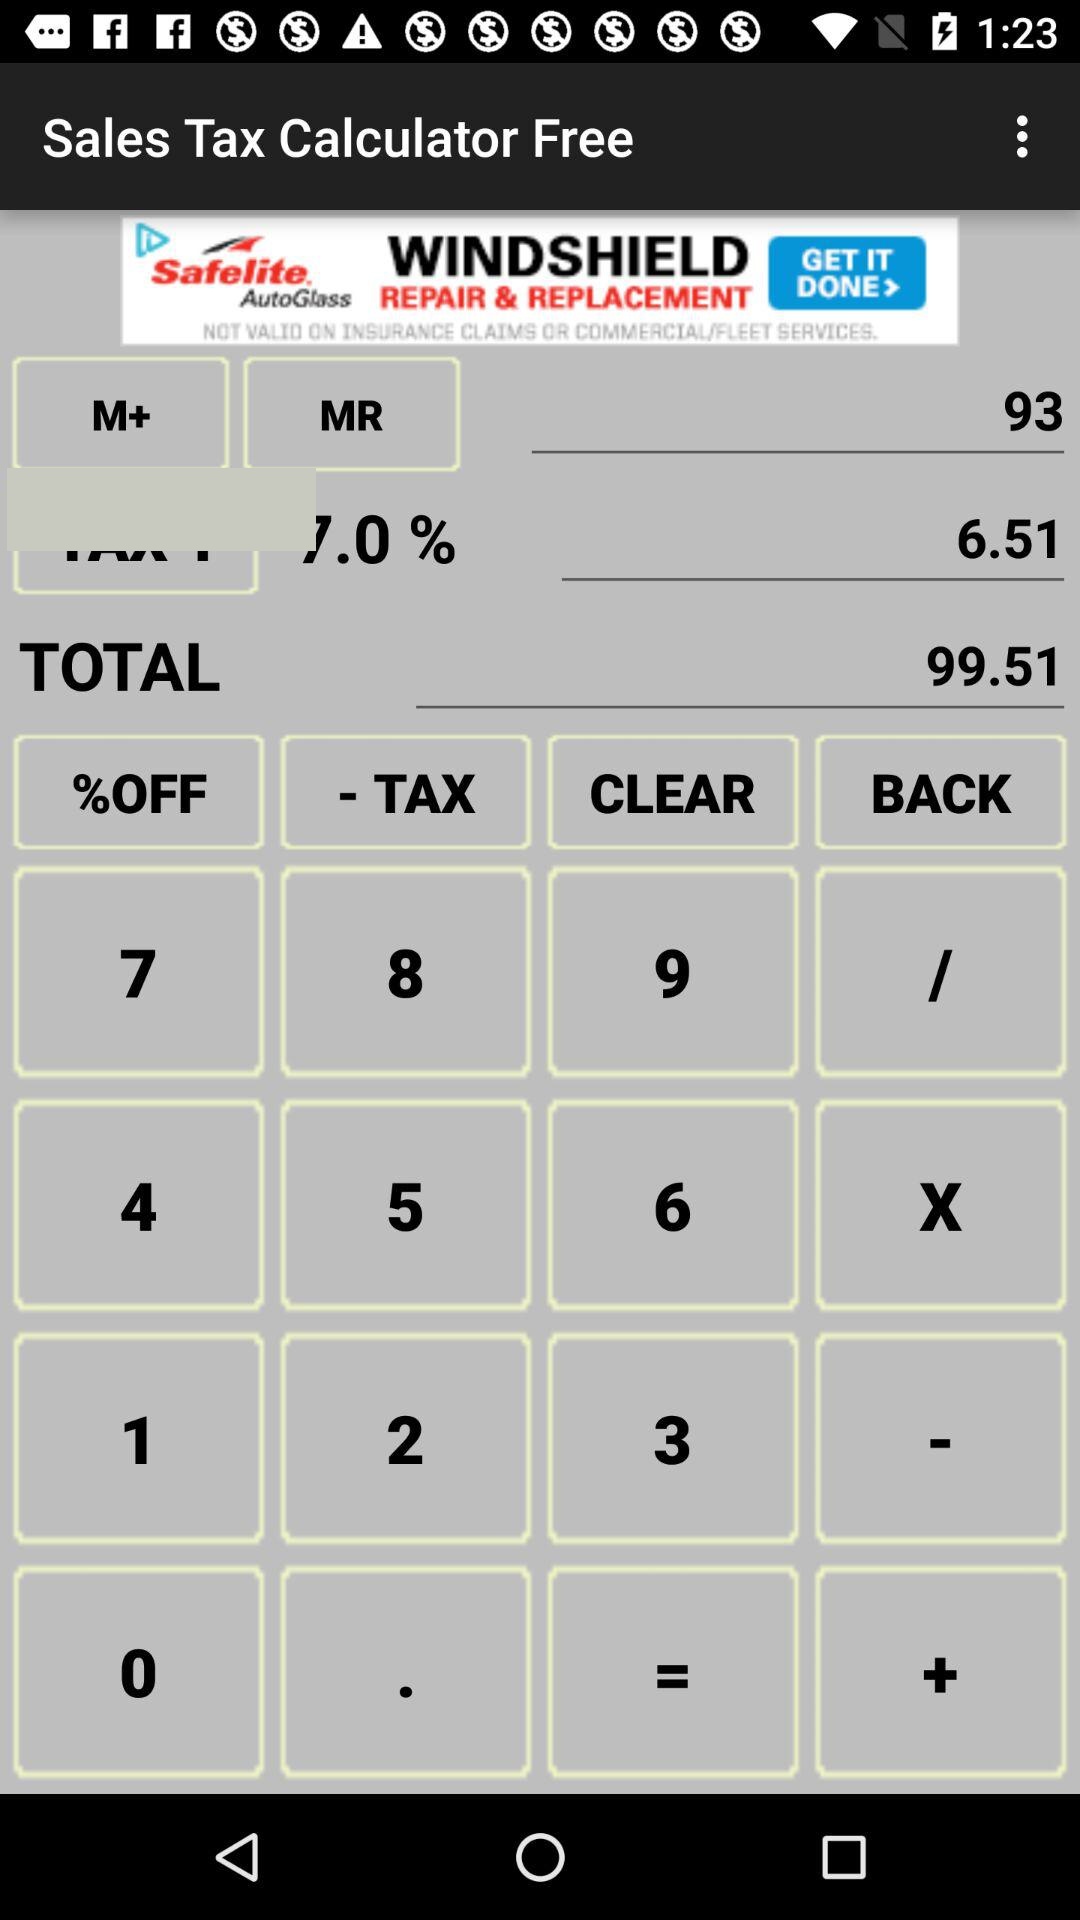 1:23
Sales Tax Calculator Free
Safelite. AutoGlass
WINDSHIELD
REPAIR & REPLACEMENT
GET IT DONE>
NOT VALID ON INSURANCE CLAIMS OR COMMERCIAL/FLEET SERVICES.
M+ MR 93
7.0 % 6.51
TOTAL 99.51
%OFF - TAX CLEAR BACK
7 8 9 /
4 5 6 X
1 2 3 -
0 . = +